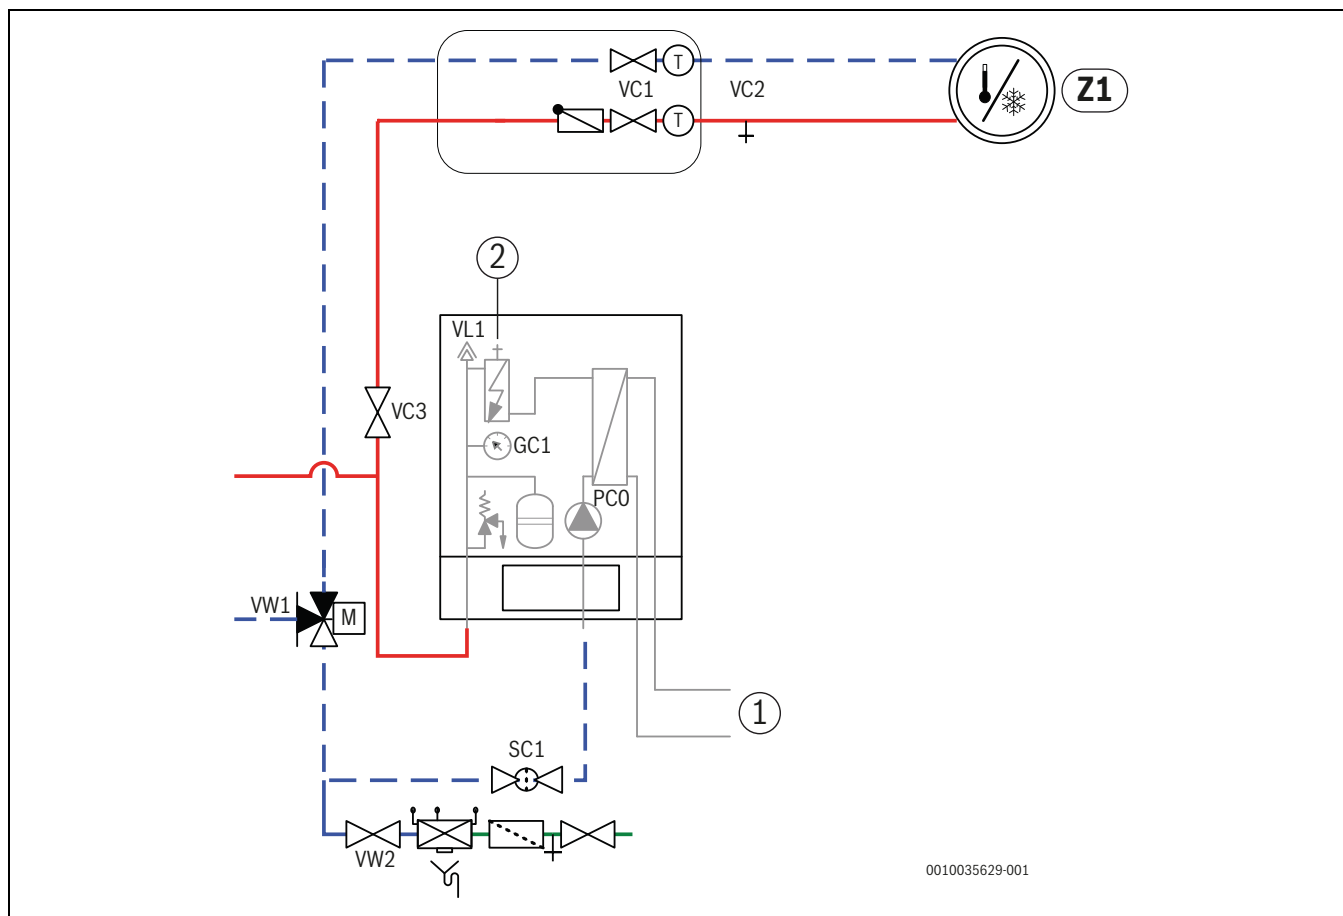 T
VC1
VC2
Z1
T
2
VL1
VC3
GC1
PC0
VW1
M
1
SC1
VW2
0010035629-001